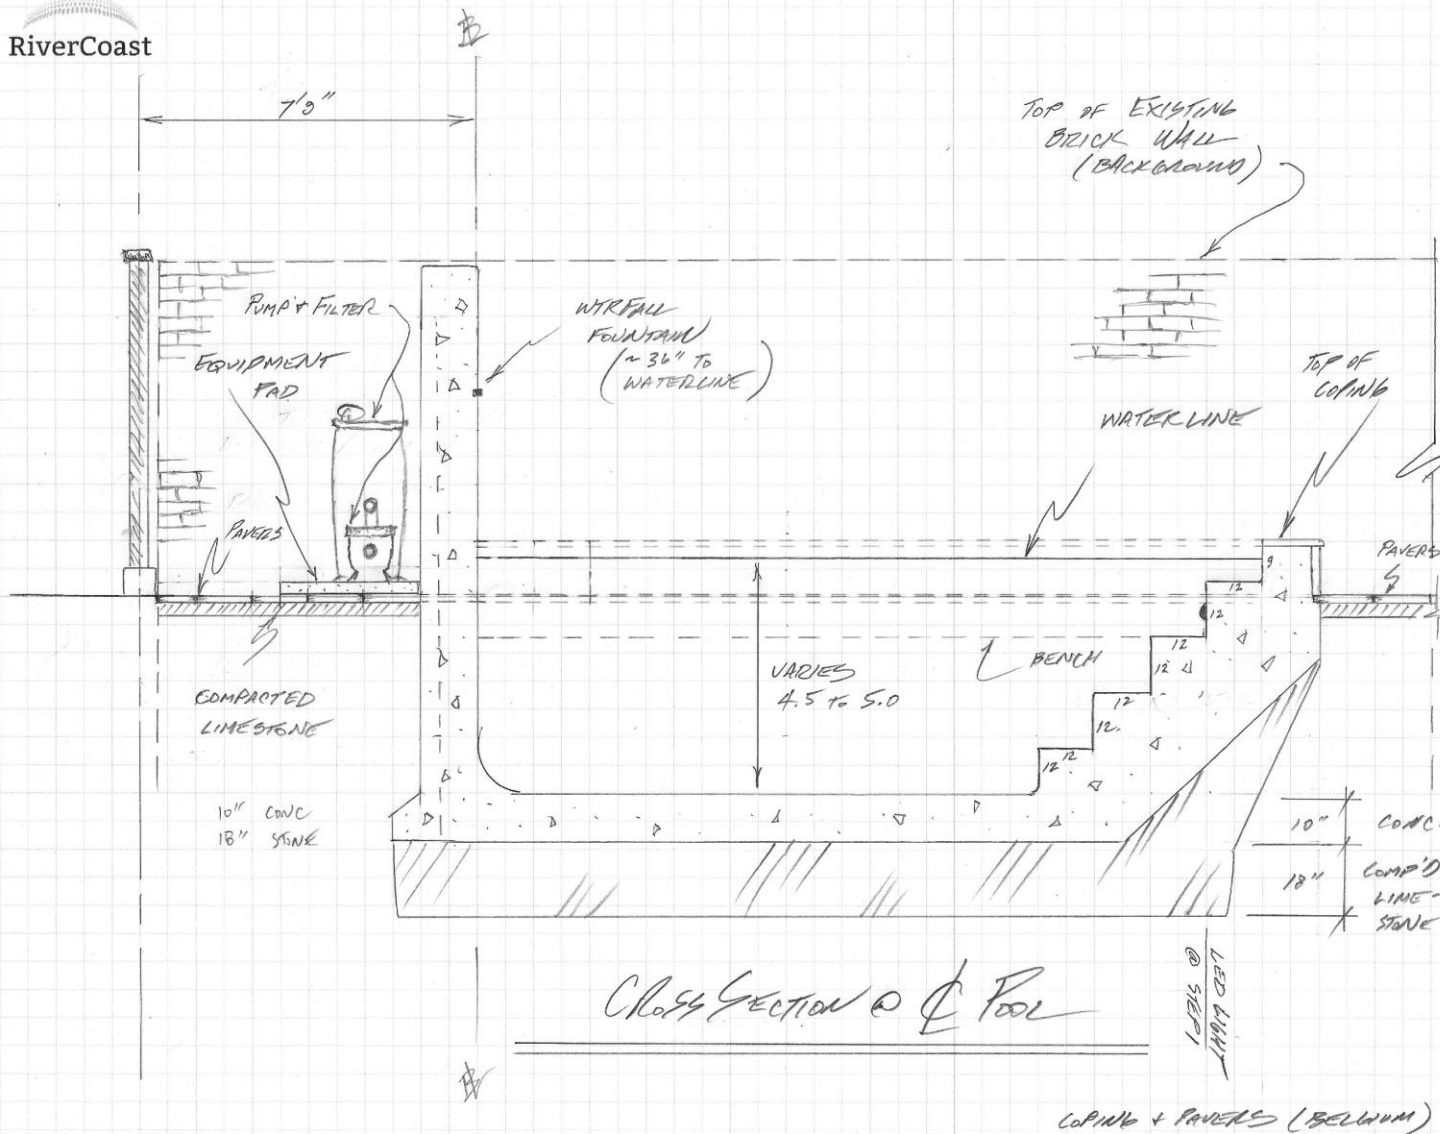 RiverCoast
7'9"
TOP OF EXISTING
BRICK WALL
(BACKGROUND)
PUMP & FILTER
EQUIPMENT
PAD
WTRFALL
FOUNTAIN
(~ 36" TO
WATERLINE)
TOP OF
COPING
WATERLINE
PAVERS
PAVERS
9
12
12
12
12
12
12
12
12
BENCH
VARIES
4.5 TO 5.0
COMPACTED
LIMESTONE
10" CONC
18" STONE
10" CONC.
18" COMP'D
LIME-
STONE
CROSS SECTION @ ℄ POOL
LED LIGHT
@ STEP 1
COPING & PAVERS (BELGIUM)